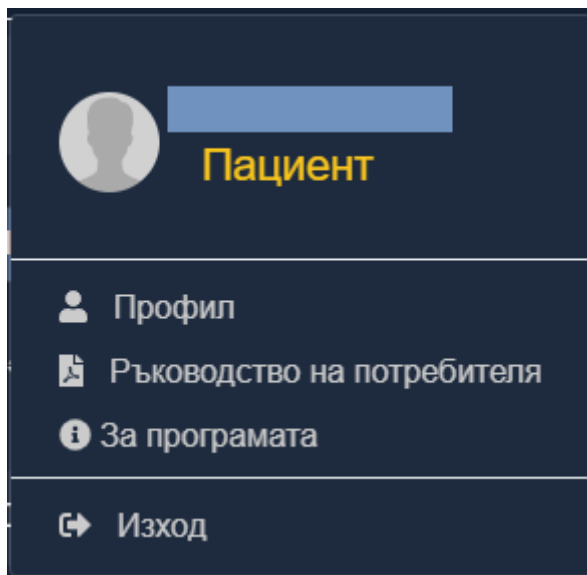 Пациент
Профил
Ръководство на потребителя
За програмата
Изход